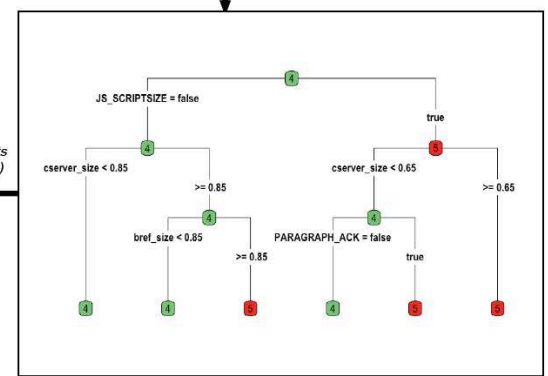 4
JS_SCRIPTSIZE = false
true
ts
4
5
)
cserver_size < 0.85
>= 0.85
cserver_size < 0.65
>= 0.65
4
4
bref_size < 0.85
>= 0.85
PARAGRAPH_ACK = false
true
4
4
5
4
5
5